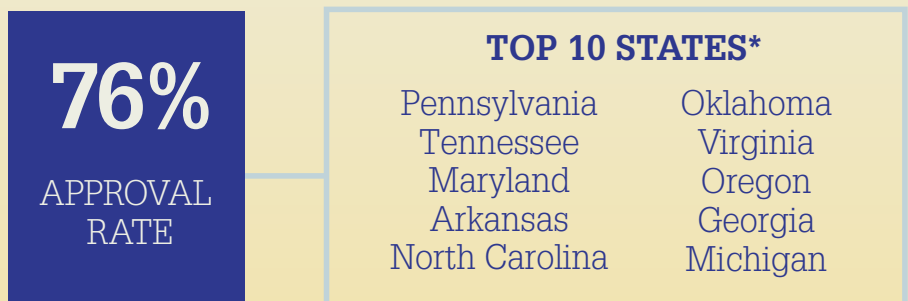 76%
APPROVAL
RATE
TOP 10 STATES*
Pennsylvania
Tennessee
Maryland
Arkansas
North Carolina
Oklahoma
Virginia
Oregon
Georgia
Michigan